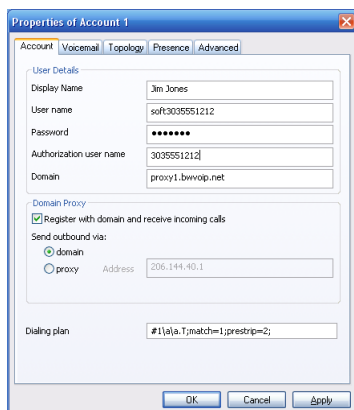 Properties of Account 1
Account Voicemail Topology Presence Advanced
User Details
Display Name Jim Jones
User name soft3035551212
Password ●●●●●●●
Authorization user name 3035551212
Domain proxy1.bwvoip.net
Domain Proxy
Register with domain and receive incoming calls
Send outbound via:
domain
proxy Address 206.144.40.1
Dialing plan #1\a\a.T;match=1;prestrip=2;
OK Cancel Apply